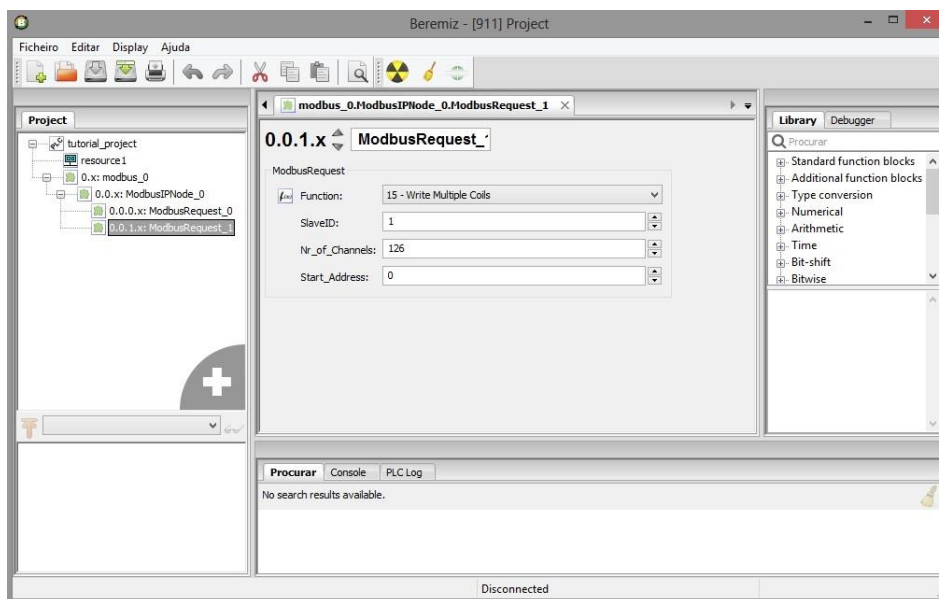 Beremiz - [911] Project
Ficheiro Editar Display Ajuda
Project
tutorial_project
resource1
0.x: modbus_0
0.0.x: ModbusIPNode_0
0.0.0.x: ModbusRequest_0
0.0.1.x: ModbusRequest_1
modbus_0.ModbusIPNode_0.ModbusRequest_1
0.0.1.x ModbusRequest_
ModbusRequest
Function: 15 - Write Multiple Coils
SlaveID: 1
Nr_of_Channels: 126
Start_Address: 0
Library Debugger
Procurar
Standard function blocks
Additional function blocks
Type conversion
Numerical
Arithmetic
Time
Bit-shift
Bitwise
Procurar Console PLC Log
No search results available.
Disconnected